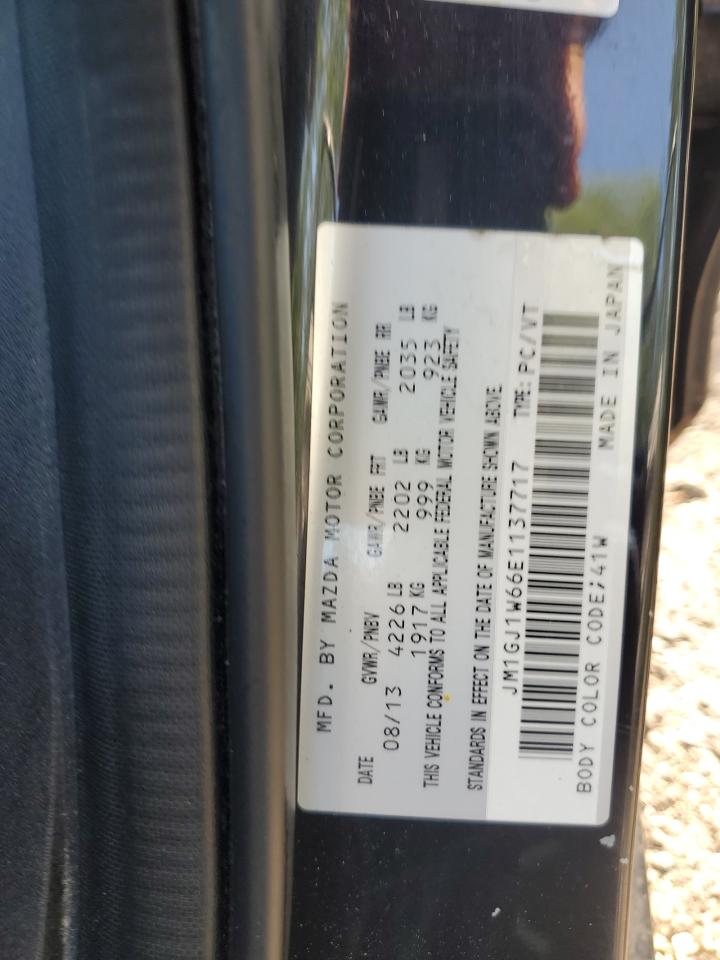 MFD. BY MAZDA MOTOR CORPORATION
DATE GVWR/PNBV GAWR/PNBE FRT GAWR/PNBE RR
08/13 4226 LB 2202 LB 2035 LB
1917 KG 999 KG 923 KG
THIS VEHICLE CONFORMS TO ALL APPLICABLE FEDERAL MOTOR VEHICLE SAFETY
STANDARDS IN EFFECT ON THE DATE OF MANUFACTURE SHOWN ABOVE.
JM1GJ1W66E1137717 TYPE: PC/VT
BODY COLOR CODE: 41W MADE IN JAPAN